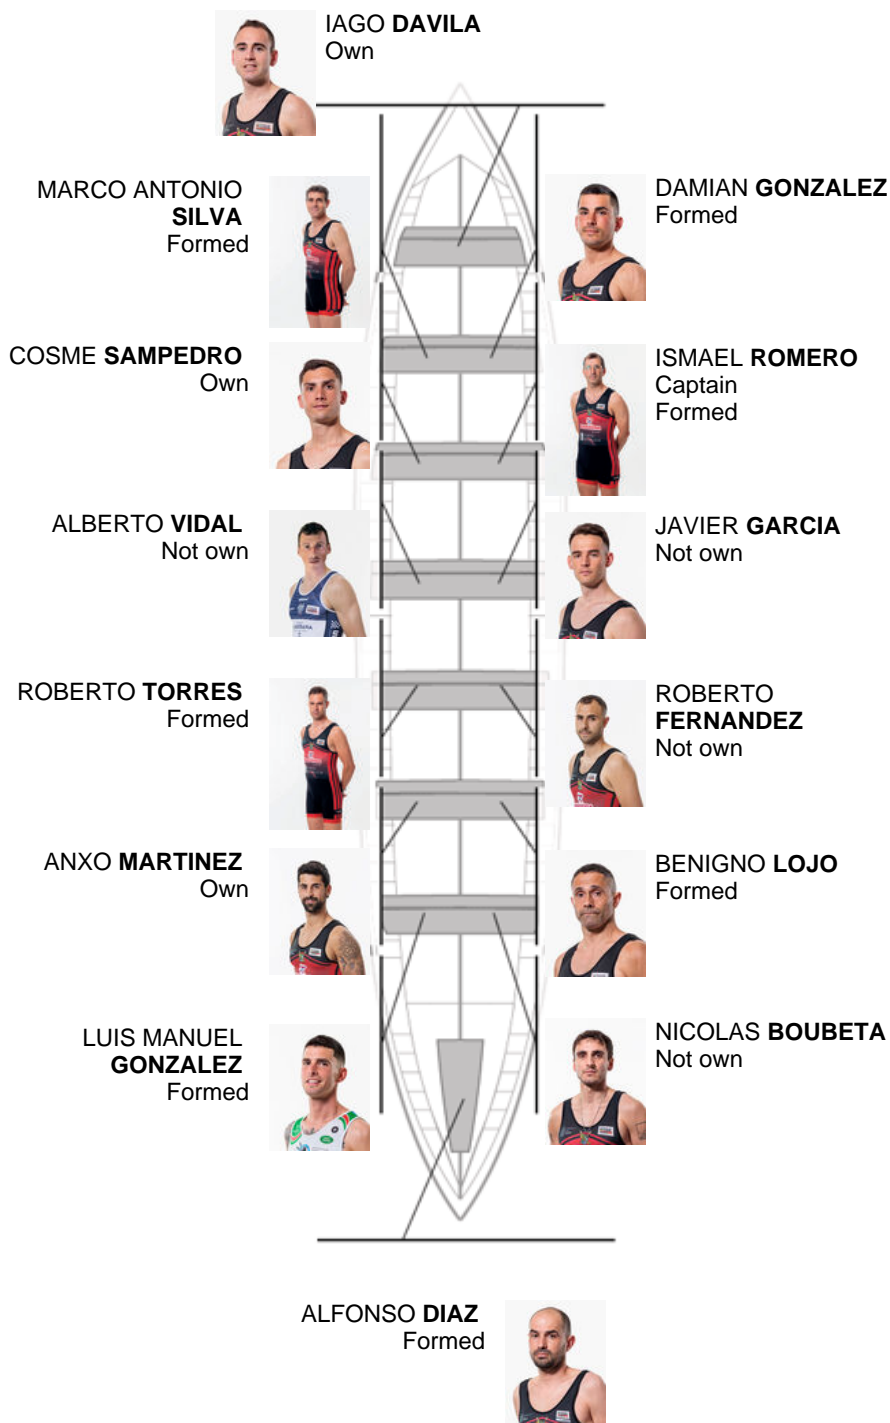 IAGO DAVILA
Own
MARCO ANTONIO
SILVA
Formed
DAMIAN GONZALEZ
Formed
COSME SAMPEDRO
Own
ISMAEL ROMERO
Captain
Formed
ALBERTO VIDAL
Not own
JAVIER GARCIA
Not own
ROBERTO TORRES
Formed
ROBERTO
FERNANDEZ
Not own
ANXO MARTINEZ
Own
BENIGNO LOJO
Formed
LUIS MANUEL
GONZALEZ
Formed
NICOLAS BOUBETA
Not own
ALFONSO DIAZ
Formed